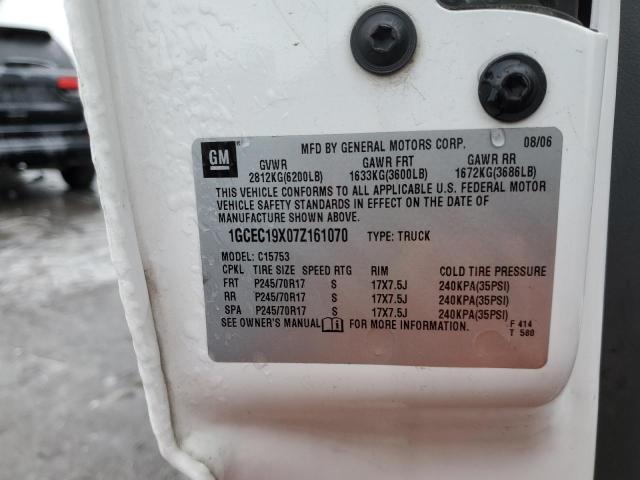 GM
MFD BY GENERAL MOTORS CORP. 08/06
GVWR GAWR FRT GAWR RR
2812KG(6200LB) 1633KG(3600LB) 1672KG(3686LB)
THIS VEHICLE CONFORMS TO ALL APPLICABLE U.S. FEDERAL MOTOR
VEHICLE SAFETY STANDARDS IN EFFECT ON THE DATE OF
MANUFACTURE SHOWN ABOVE.
1GCEC19X07Z161070 TYPE: TRUCK
MODEL: C15753
CPKL TIRE SIZE SPEED RTG RIM COLD TIRE PRESSURE
FRT P245/70R17 S 17X7.5J 240KPA(35PSI)
RR P245/70R17 S 17X7.5J 240KPA(35PSI)
SPA P245/70R17 S 17X7.5J 240KPA(35PSI)
SEE OWNER'S MANUAL FOR MORE INFORMATION. F 414
T 580